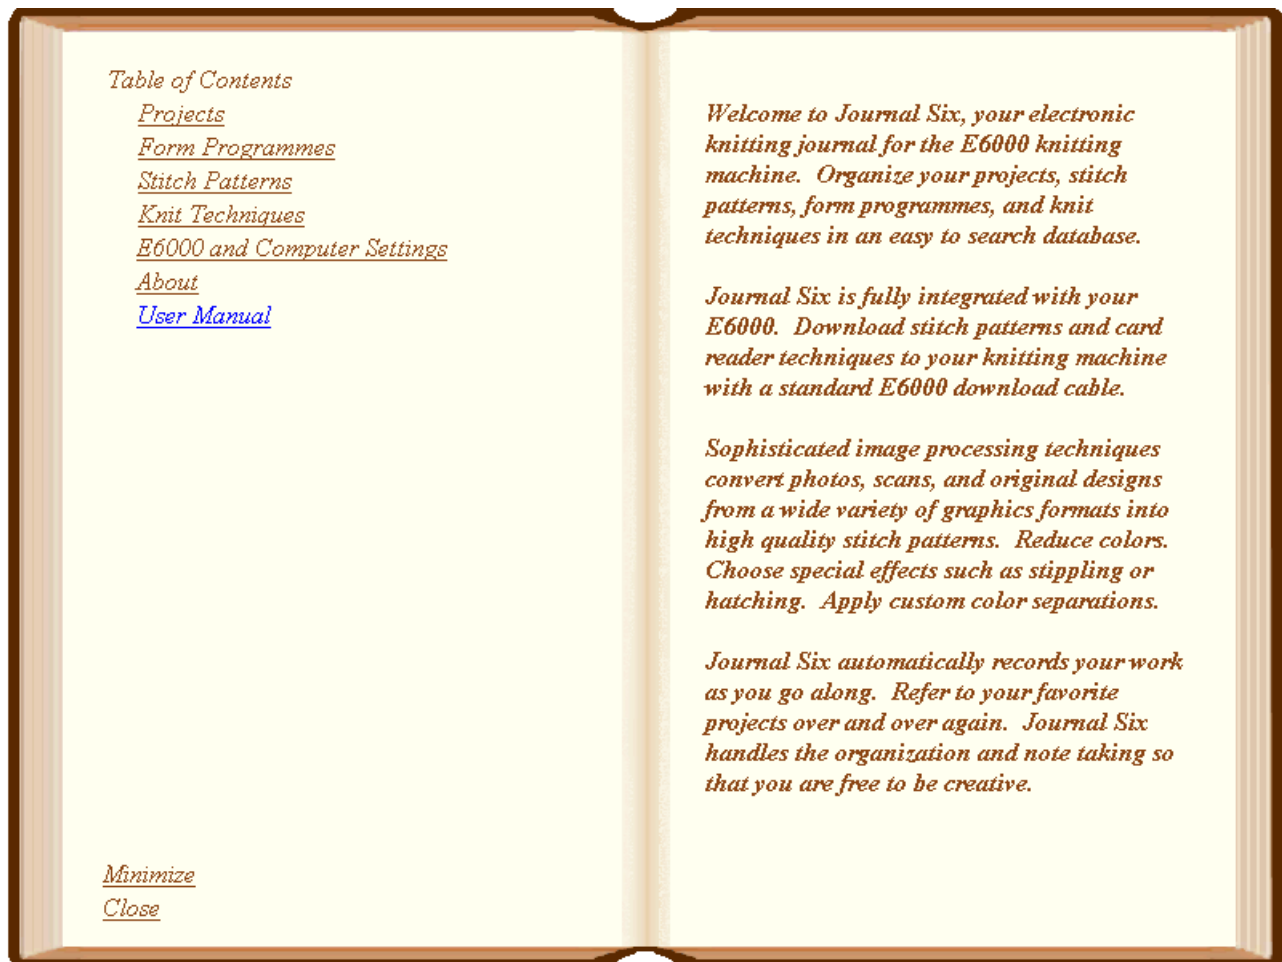 Table of Contents
Projects
Form Programmes
Stitch Patterns
Knit Techniques
E6000 and Computer Settings
About
User Manual
Minimize
Close
Welcome to Journal Six, your electronic
knitting journal for the E6000 knitting
machine.  Organize your projects, stitch
patterns, form programmes, and knit
techniques in an easy to search database.
Journal Six is fully integrated with your
E6000.  Download stitch patterns and card
reader techniques to your knitting machine
with a standard E6000 download cable.
Sophisticated image processing techniques
convert photos, scans, and original designs
from a wide variety of graphics formats into
high quality stitch patterns.  Reduce colors.
Choose special effects such as stippling or
hatching.  Apply custom color separations.
Journal Six automatically records your work
as you go along.  Refer to your favorite
projects over and over again.  Journal Six
handles the organization and note taking so
that you are free to be creative.